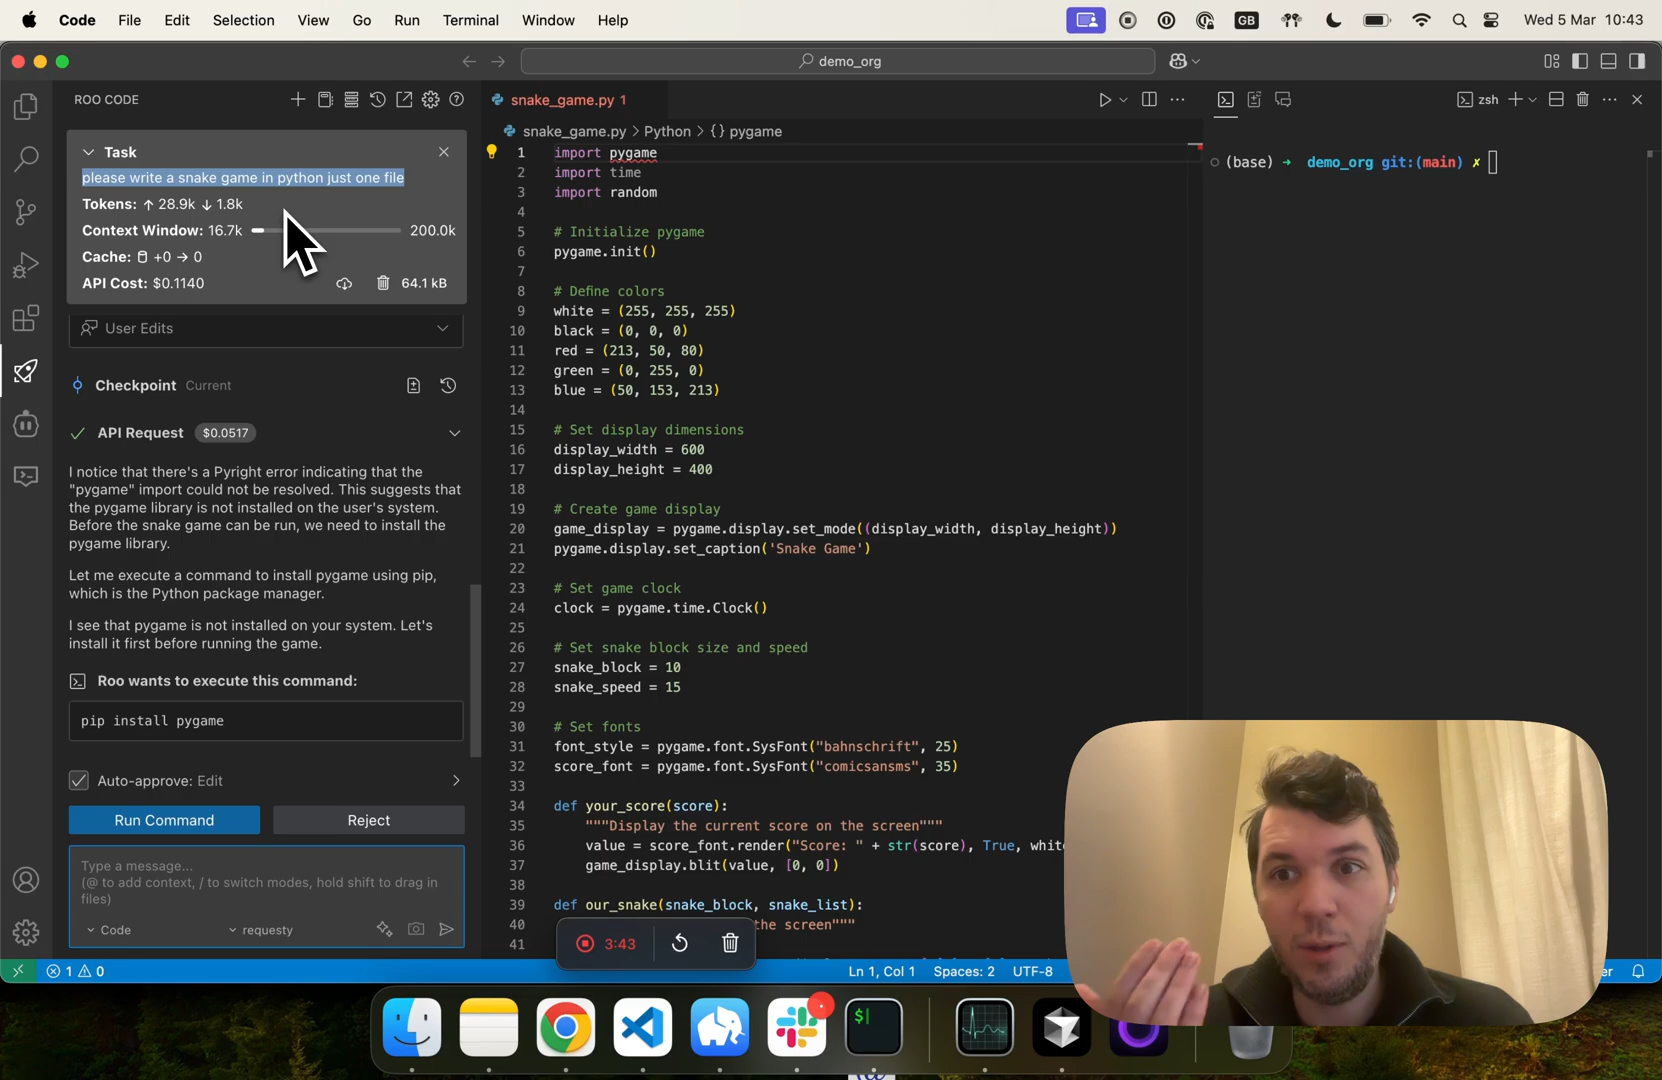 Code File Edit Selection View Go Run Terminal Window Help
GB
Wed 5 Mar 10:43
demo_org
ROO CODE
Task
please write a snake game in python just one file
Tokens: ↑ 28.9k ↓ 1.8k
Context Window: 16.7k 200.0k
Cache: +0 → 0
API Cost: $0.1140 64.1 kB
User Edits
Checkpoint Current
API Request $0.0517
I notice that there's a Pyright error indicating that the
"pygame" import could not be resolved. This suggests that
the pygame library is not installed on the user's system.
Before the snake game can be run, we need to install the
pygame library.
Let me execute a command to install pygame using pip,
which is the Python package manager.
I see that pygame is not installed on your system. Let's
install it first before running the game.
Roo wants to execute this command:
pip install pygame
Auto-approve: Edit
Run Command Reject
Type a message...
(@ to add context, / to switch modes, hold shift to drag in
files)
Code requesty
snake_game.py 1
snake_game.py > Python > {} pygame
1 import pygame
2 import time
3 import random
4
5 # Initialize pygame
6 pygame.init()
7
8 # Define colors
9 white = (255, 255, 255)
10 black = (0, 0, 0)
11 red = (213, 50, 80)
12 green = (0, 255, 0)
13 blue = (50, 153, 213)
14
15 # Set display dimensions
16 display_width = 600
17 display_height = 400
18
19 # Create game display
20 game_display = pygame.display.set_mode((display_width, display_height))
21 pygame.display.set_caption('Snake Game')
22
23 # Set game clock
24 clock = pygame.time.Clock()
25
26 # Set snake block size and speed
27 snake_block = 10
28 snake_speed = 15
29
30 # Set fonts
31 font_style = pygame.font.SysFont("bahnschrift", 25)
32 score_font = pygame.font.SysFont("comicsansms", 35)
33
34 def your_score(score):
35 """Display the current score on the screen"""
36 value = score_font.render("Score: " + str(score), True, whit
37 game_display.blit(value, [0, 0])
38
39 def our_snake(snake_block, snake_list):
40 the screen"""
41
3:43
zsh
(base) → demo_org git:(main) ✗
1 0
Ln 1, Col 1 Spaces: 2 UTF-8
er
$